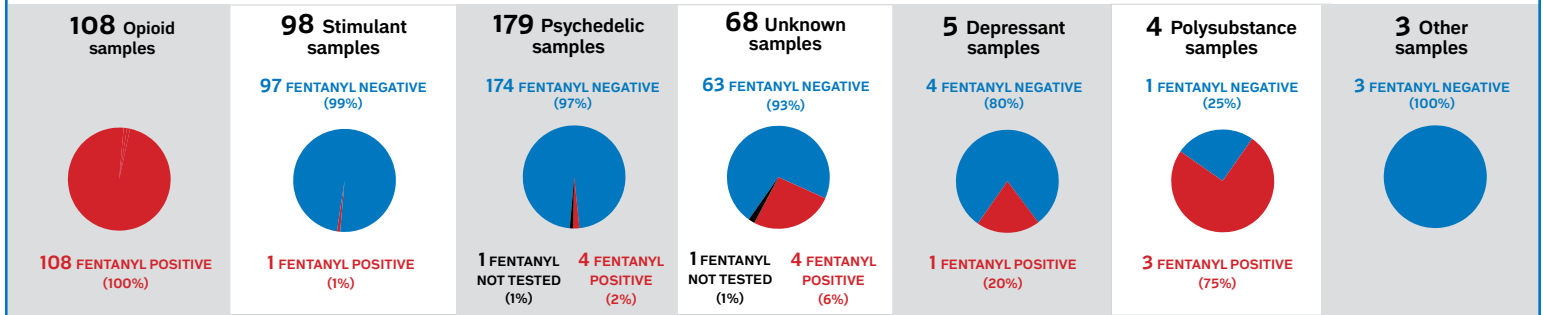 108 Opioid
samples
108 FENTANYL POSITIVE
(100%)
98 Stimulant
samples
97 FENTANYL NEGATIVE
(99%)
1 FENTANYL POSITIVE
(1%)
179 Psychedelic
samples
174 FENTANYL NEGATIVE
(97%)
1 FENTANYL
NOT TESTED
(1%)
4 FENTANYL
POSITIVE
(2%)
68 Unknown
samples
63 FENTANYL NEGATIVE
(93%)
1 FENTANYL
NOT TESTED
(1%)
4 FENTANYL
POSITIVE
(6%)
5 Depressant
samples
4 FENTANYL NEGATIVE
(80%)
1 FENTANYL POSITIVE
(20%)
4 Polysubstance
samples
1 FENTANYL NEGATIVE
(25%)
3 FENTANYL POSITIVE
(75%)
3 Other
samples
3 FENTANYL NEGATIVE
(100%)